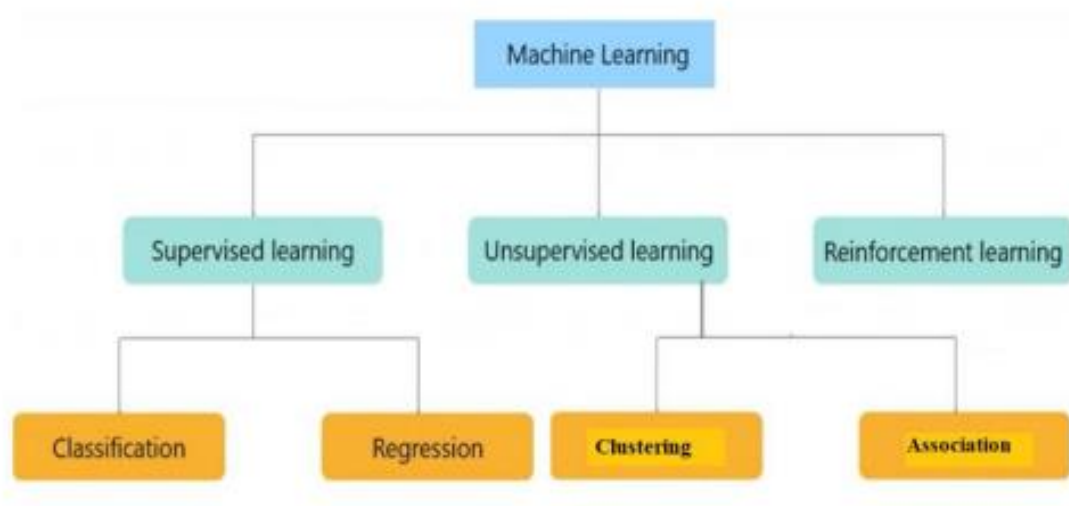 Machine Learning
Supervised learning
Unsupervised learning
Reinforcement learning
Classification
Regression
Clustering
Association